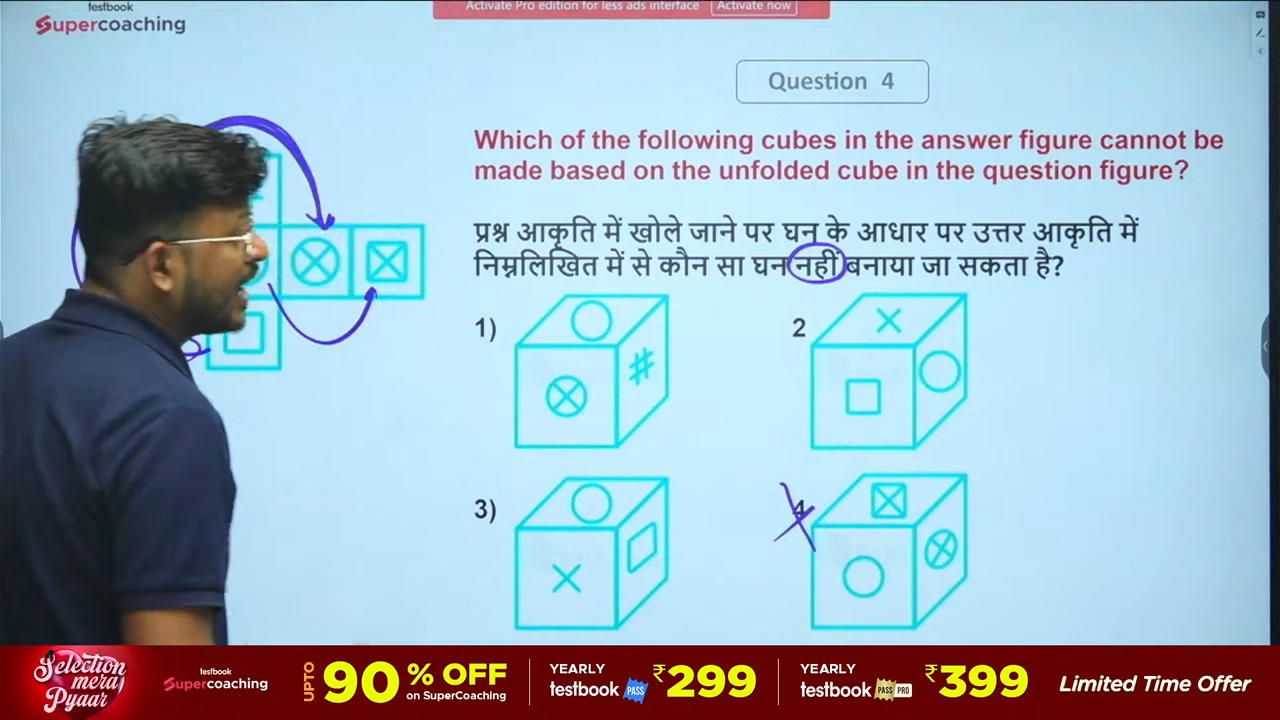 testbook
Supercoaching
Activate Pro edition for less ads interface
Activate now
Question 4
Which of the following cubes in the answer figure cannot be
made based on the unfolded cube in the question figure?
प्रश्न आकृति में खोले जाने पर घन के आधार पर उत्तर आकृति में
निम्नलिखित में से कौन सा घन नहीं बनाया जा सकता है?
1)
2
3)
4
Selection
mera
Pyaar
testbook
Supercoaching
UPTO
90% OFF
on SuperCoaching
YEARLY
testbook PASS
₹299
YEARLY
testbook PASS PRO
₹399
Limited Time Offer